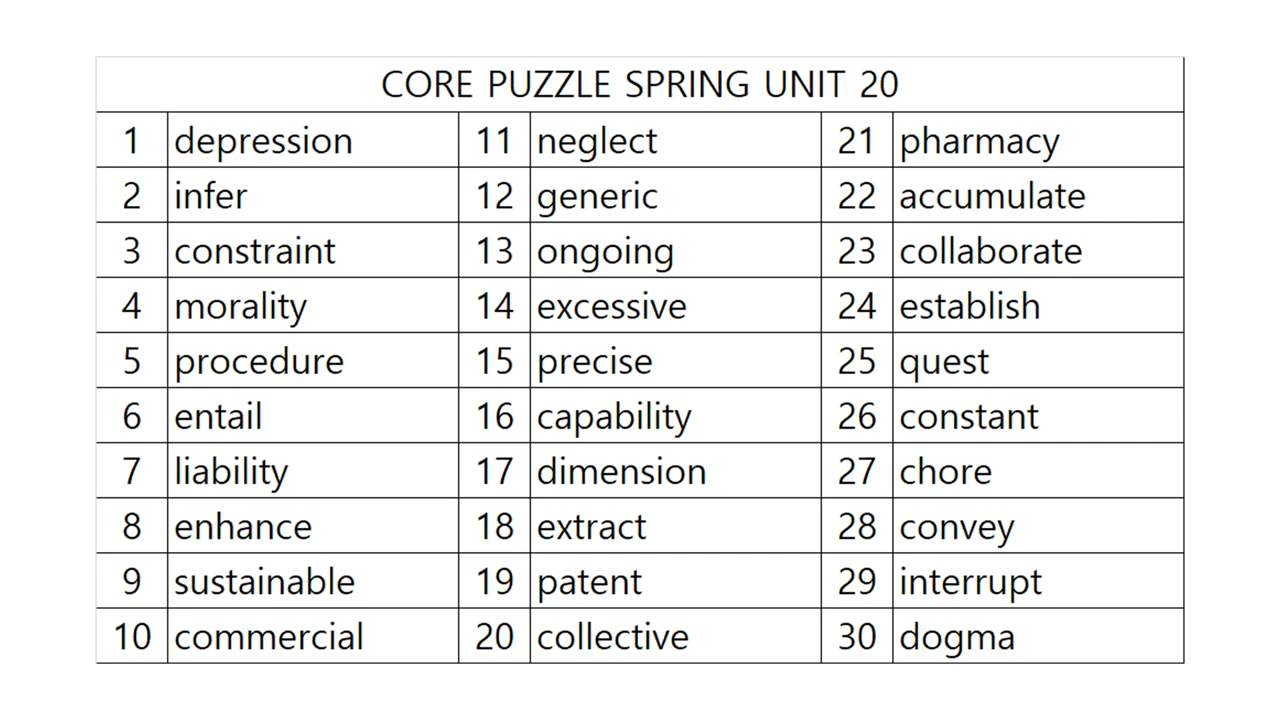 CORE PUZZLE SPRING UNIT 20
1 depression 11 neglect 21 pharmacy
2 infer 12 generic 22 accumulate
3 constraint 13 ongoing 23 collaborate
4 morality 14 excessive 24 establish
5 procedure 15 precise 25 quest
6 entail 16 capability 26 constant
7 liability 17 dimension 27 chore
8 enhance 18 extract 28 convey
9 sustainable 19 patent 29 interrupt
10 commercial 20 collective 30 dogma